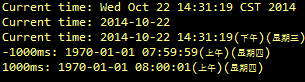 Current time: Wed Oct 22 14:31:19 CST 2014
Current time: 2014-10-22
Current time: 2014-10-22 14:31:19(下午)(星期三)
-1000ms: 1970-01-01 07:59:59(上午)(星期四)
1000ms: 1970-01-01 08:00:01(上午)(星期四)